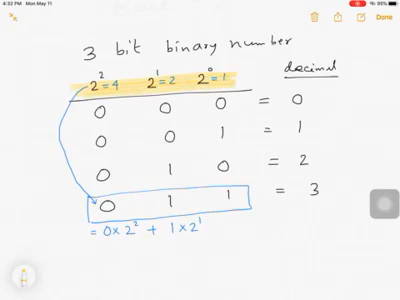 4:32 PM Mon May 11
Done
3 bit binary number
decimal
2² = 4 2¹ = 2 2⁰ = 1
0 0 0 = 0
0 0 1 = 1
0 1 0 = 2
0 1 1 = 3
= 0 × 2² + 1 × 2¹